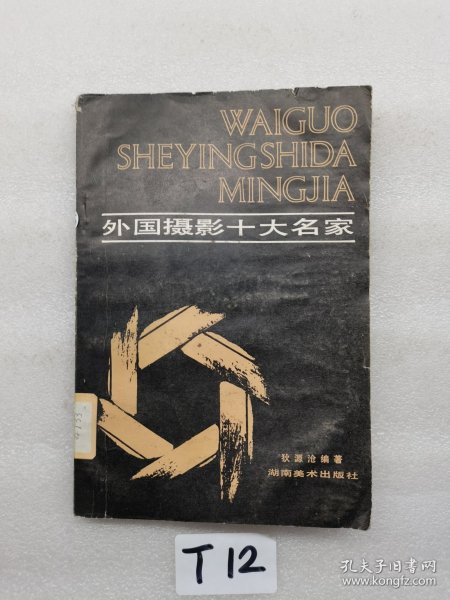 WAIGUO
SHEYINGSHIDA
MINGJIA
外国摄影十大名家
狄源沧编著
湖南美术出版社
T12
孔夫子旧书网
www.kongfz.com